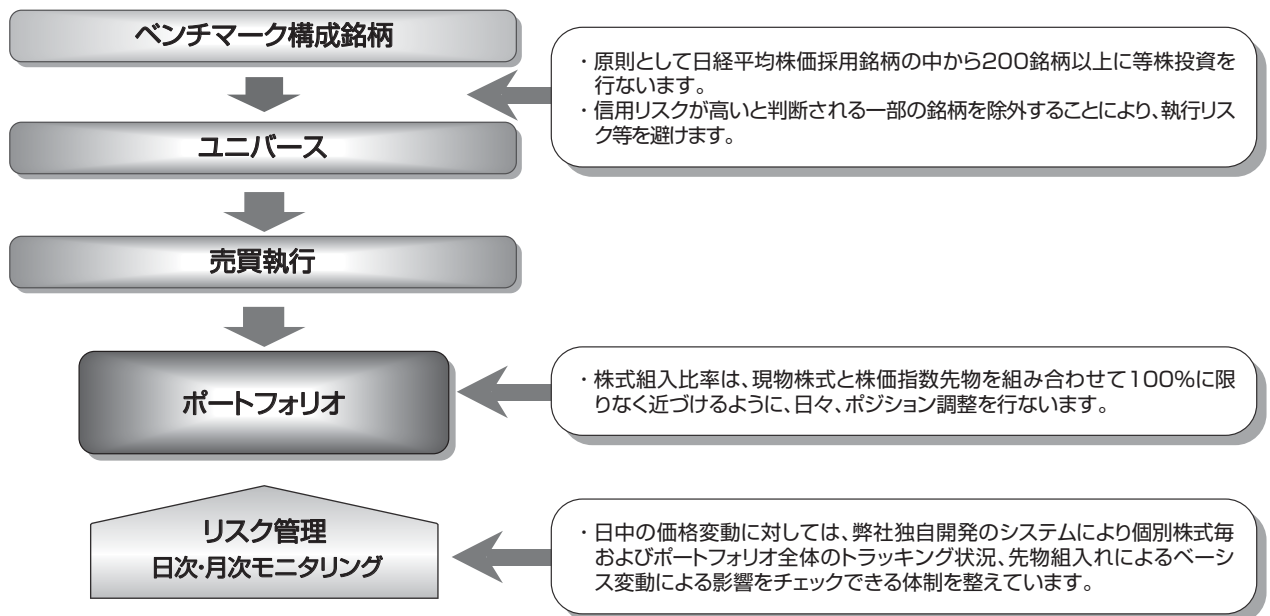 ベンチマーク構成銘柄
・原則として日経平均株価採用銘柄の中から200銘柄以上に等株投資を
行ないます。
・信用リスクが高いと判断される一部の銘柄を除外することにより、執行リス
ク等を避けます。
ユニバース
売買執行
ポートフォリオ
・株式組入比率は、現物株式と株価指数先物を組み合わせて100%に限
りなく近づけるように、日々、ポジション調整を行ないます。
リスク管理
日次・月次モニタリング
・日中の価格変動に対しては、弊社独自開発のシステムにより個別株式毎
およびポートフォリオ全体のトラッキング状況、先物組入れによるベーシ
ス変動による影響をチェックできる体制を整えています。